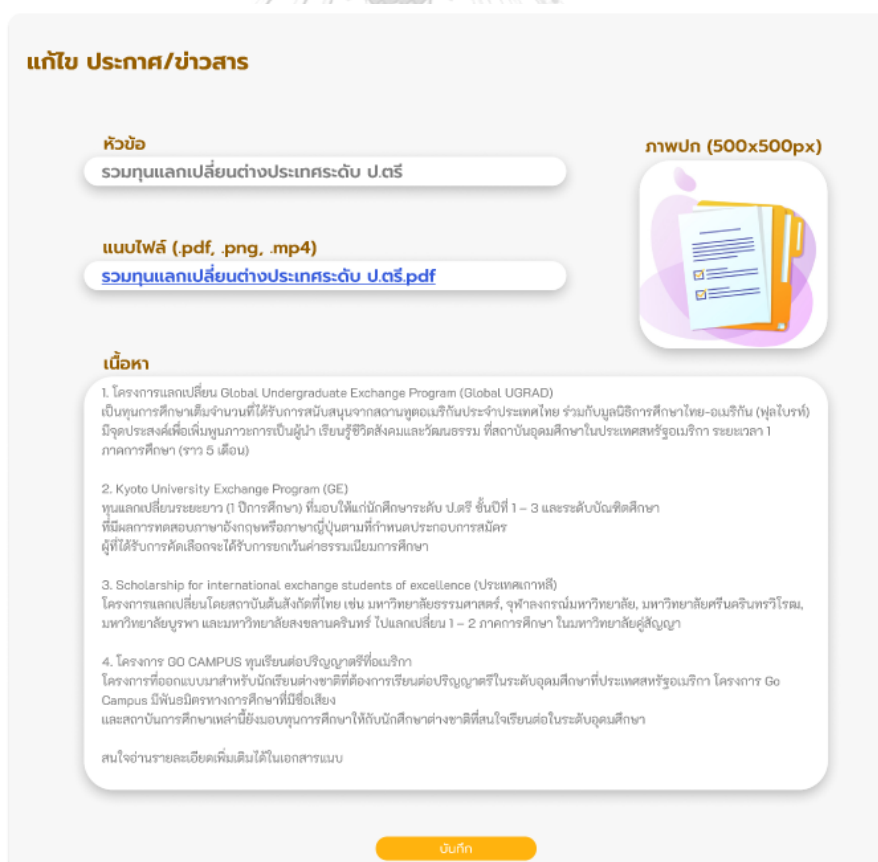 แก้ไข ประกาศ/ข่าวสาร
หัวข้อ
ภาพปก (500x500px)
รวมทุนแลกเปลี่ยนต่างประเทศระดับ ป.ตรี
แนบไฟล์ (.pdf, .png, .mp4)
รวมทุนแลกเปลี่ยนต่างประเทศระดับ ป.ตรี.pdf
เนื้อหา
1. โครงการแลกเปลี่ยน Global Undergraduate Exchange Program (Global UGRAD)
เป็นทุนการศึกษาเต็มจำนวนที่ได้รับการสนับสนุนจากสถานทูตอเมริกันประจำประเทศไทย ร่วมกับมูลนิธิการศึกษาไทย-อเมริกัน (ฟุลไบรท์)
มีจุดประสงค์เพื่อเพิ่มพูนภาวะการเป็นผู้นำ เรียนรู้ชีวิตสังคมและวัฒนธรรม ที่สถาบันอุดมศึกษาในประเทศสหรัฐอเมริกา ระยะเวลา 1
ภาคการศึกษา (ราว 5 เดือน)
2. Kyoto University Exchange Program (GE)
ทุนแลกเปลี่ยนระยะยาว (1 ปีการศึกษา) ที่มอบให้แก่นักศึกษาระดับ ป.ตรี ชั้นปีที่ 1 – 3 และระดับบัณฑิตศึกษา
ที่มีผลการทดสอบภาษาอังกฤษหรือภาษาญี่ปุ่นตามที่กำหนดประกอบการสมัคร
ผู้ที่ได้รับการคัดเลือกจะได้รับการยกเว้นค่าธรรมเนียมการศึกษา
3. Scholarship for international exchange students of excellence (ประเทศเกาหลี)
โครงการแลกเปลี่ยนโดยสถาบันต้นสังกัดที่ไทย เช่น มหาวิทยาลัยธรรมศาสตร์, จุฬาลงกรณ์มหาวิทยาลัย, มหาวิทยาลัยศรีนครินทรวิโรฒ,
มหาวิทยาลัยบูรพา และมหาวิทยาลัยสงขลานครินทร์ ไปแลกเปลี่ยน 1 – 2 ภาคการศึกษา ในมหาวิทยาลัยคู่สัญญา
4. โครงการ GO CAMPUS ทุนเรียนต่อปริญญาตรีที่อเมริกา
โครงการที่ออกแบบมาสำหรับนักเรียนต่างชาติที่ต้องการเรียนต่อปริญญาตรีในระดับอุดมศึกษาที่ประเทศสหรัฐอเมริกา โครงการ Go
Campus มีพันธมิตรทางการศึกษาที่มีชื่อเสียง
และสถาบันการศึกษาเหล่านี้ยังมอบทุนการศึกษาให้กับนักศึกษาต่างชาติที่สนใจเรียนต่อในระดับอุดมศึกษา
สนใจอ่านรายละเอียดเพิ่มเติมได้ในเอกสารแนบ
บันทึก